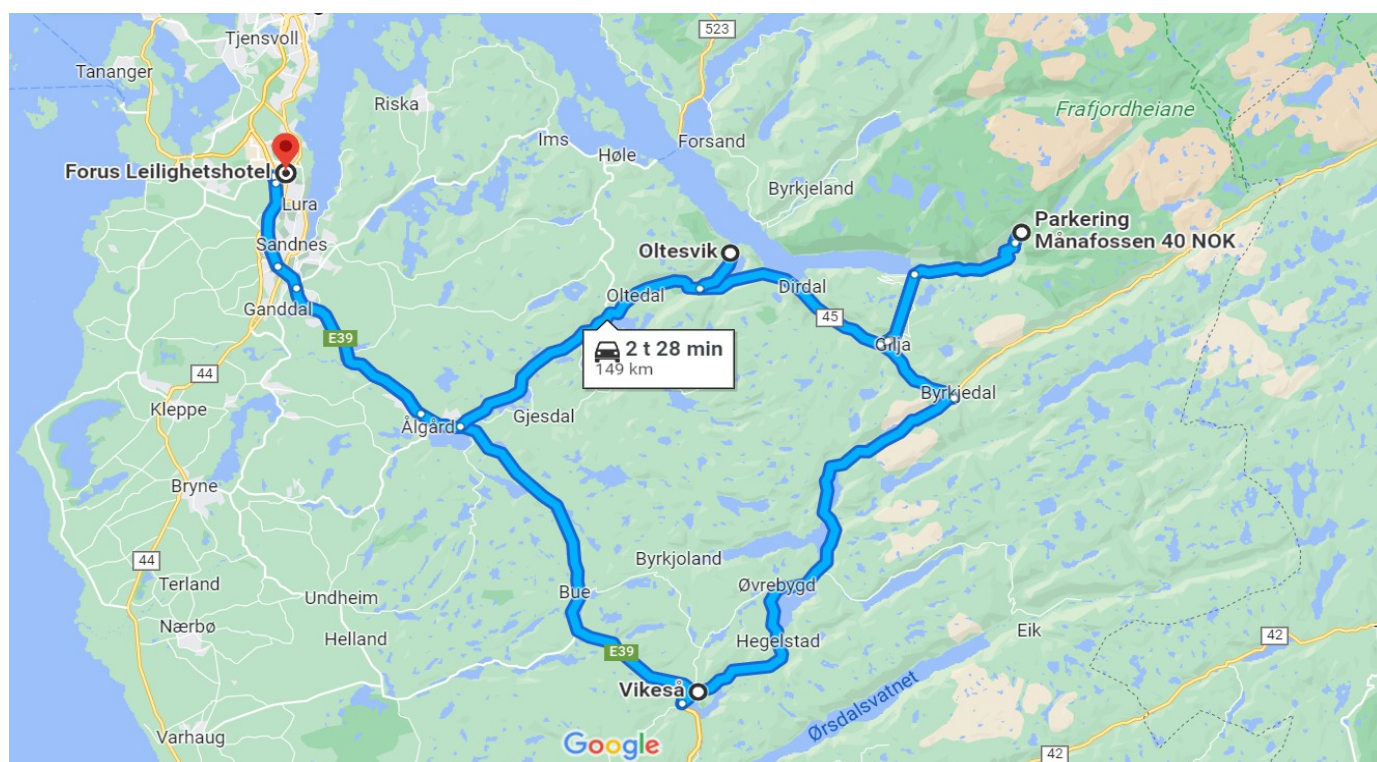 Tjensvoll
523
Tananger
Riska
Frafjordheiane
Ims
Forsand
Høle
Forus Leilighetshotel
Byrkjeland
Lura
Parkering
Månafossen 40 NOK
Sandnes
Oltesvik
Dirdal
Oltedal
Ganddal
45
E39
Gilja
2 t 28 min
149 km
44
Byrkjedal
Kleppe
Gjesdal
Ålgård
Bryne
44
Byrkjoland
Terland
Øvrebygd
Undheim
Bue
Nærbø
Eik
42
Helland
Hegelstad
E39
Vikeså
Ørsdalsvatnet
Varhaug
Google
42